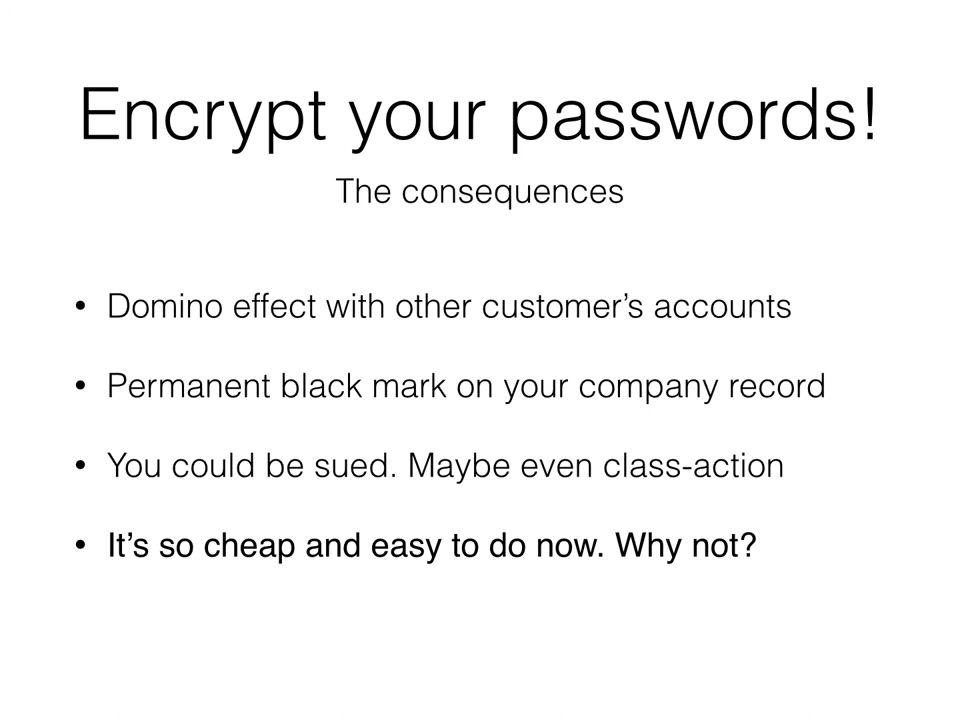 Encrypt your passwords!
The consequences
• Domino effect with other customer’s accounts
• Permanent black mark on your company record
• You could be sued. Maybe even class-action
• It’s so cheap and easy to do now. Why not?